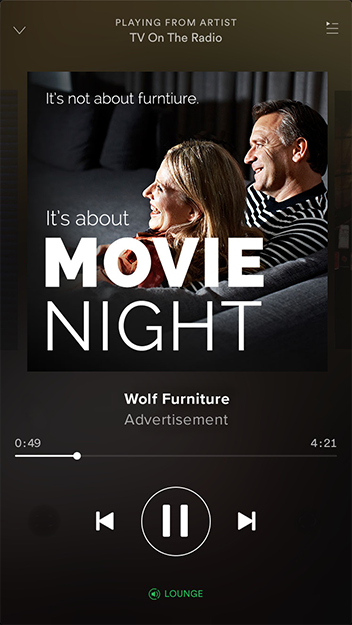 PLAYING FROM ARTIST
TV On The Radio
It's not about furntiure.
It's about
MOVIE
NIGHT
Wolf Furniture
Advertisement
0:49
4:21
LOUNGE